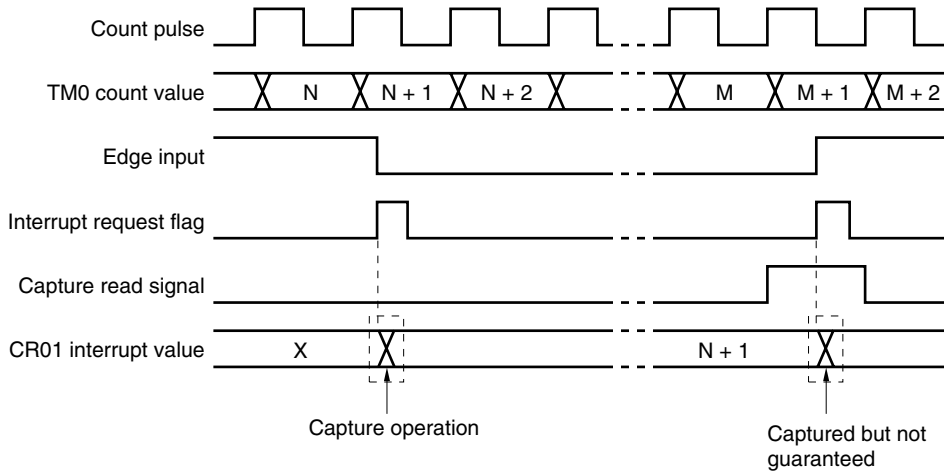 Count pulse
TM0 count value
N
N + 1
N + 2
M
M + 1
M + 2
Edge input
Interrupt request flag
Capture read signal
CR01 interrupt value
X
N + 1
Capture operation
Captured but not
guaranteed